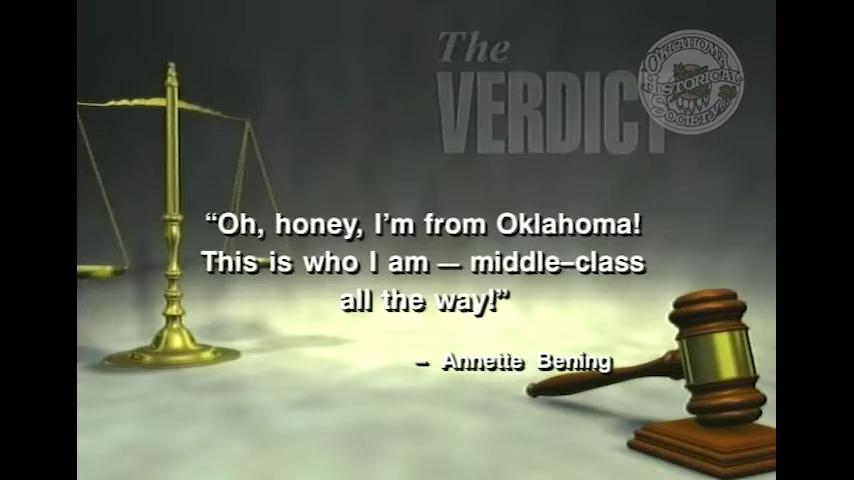 The
VERDICT
OKLAHOMA
HISTORICAL
SOCIETY
“Oh, honey, I’m from Oklahoma!
This is who I am — middle–class
all the way!”
– Annette Bening